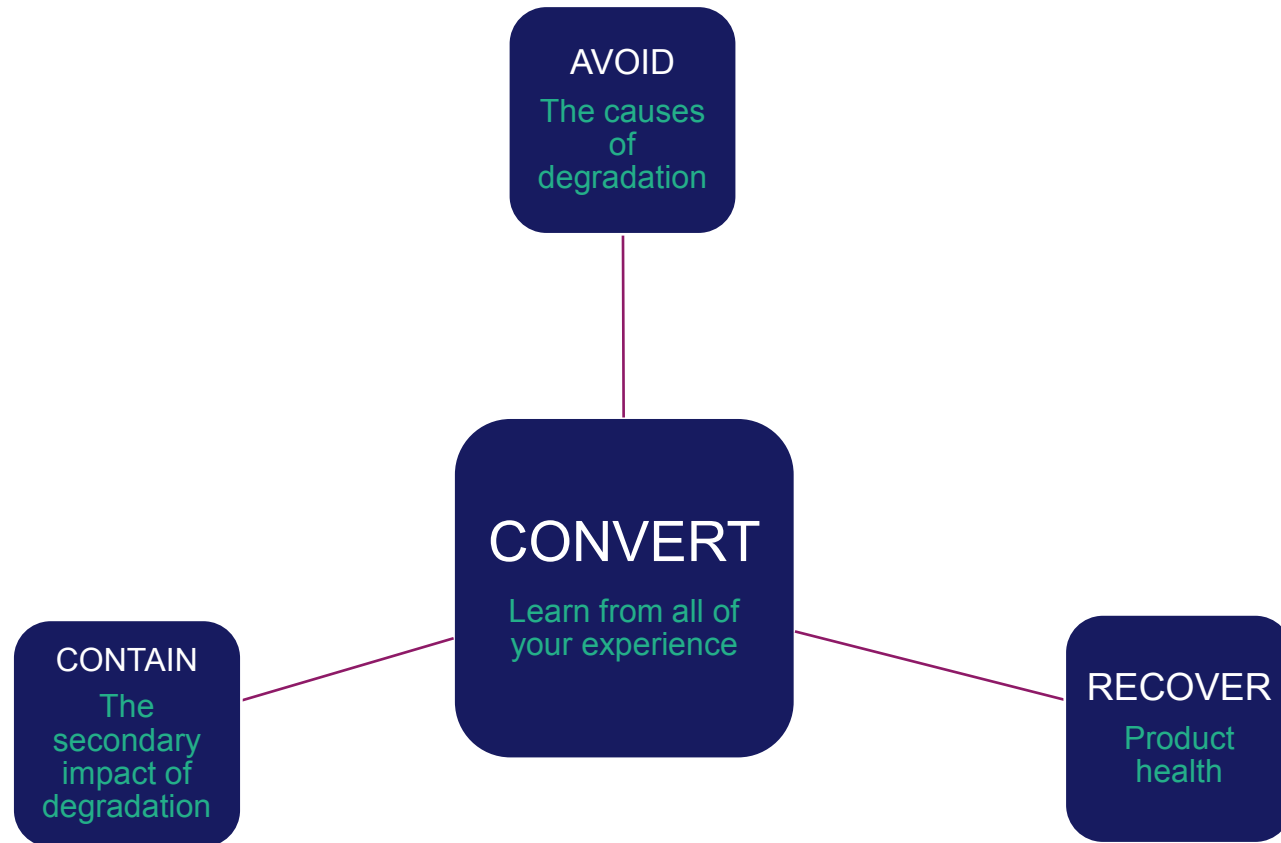 AVOID
The causes
of
degradation
CONVERT
Learn from all of
your experience
CONTAIN
The
secondary
impact of
degradation
RECOVER
Product
health